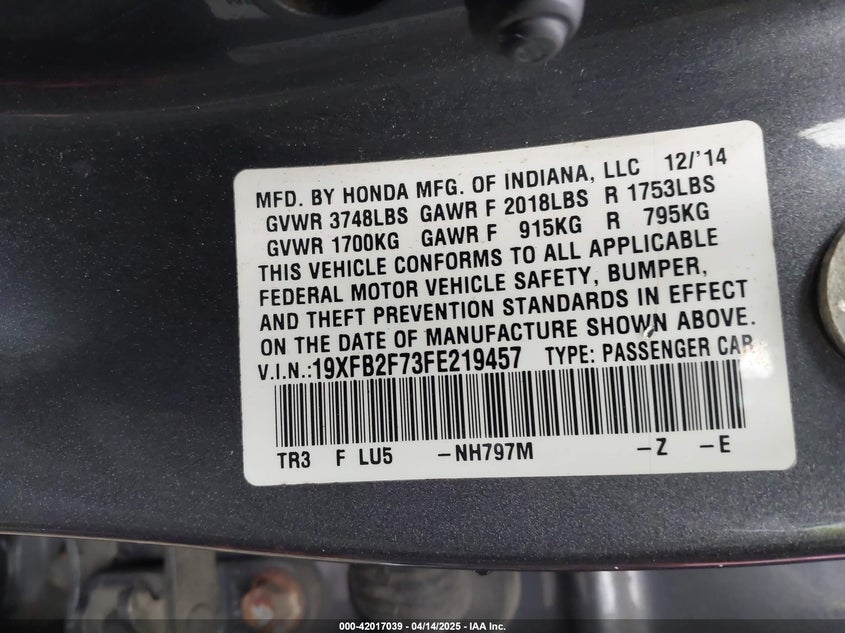 MFD. BY HONDA MFG. OF INDIANA, LLC 12/'14
GVWR 3748LBS GAWR F 2018LBS R 1753LBS
GVWR 1700KG GAWR F 915KG R 795KG
THIS VEHICLE CONFORMS TO ALL APPLICABLE
FEDERAL MOTOR VEHICLE SAFETY, BUMPER,
AND THEFT PREVENTION STANDARDS IN EFFECT
ON THE DATE OF MANUFACTURE SHOWN ABOVE.
V.I.N.:19XFB2F73FE219457 TYPE: PASSENGER CAR
TR3 F LU5 -NH797M -Z -E
000-42017039 - 04/14/2025 - IAA Inc.